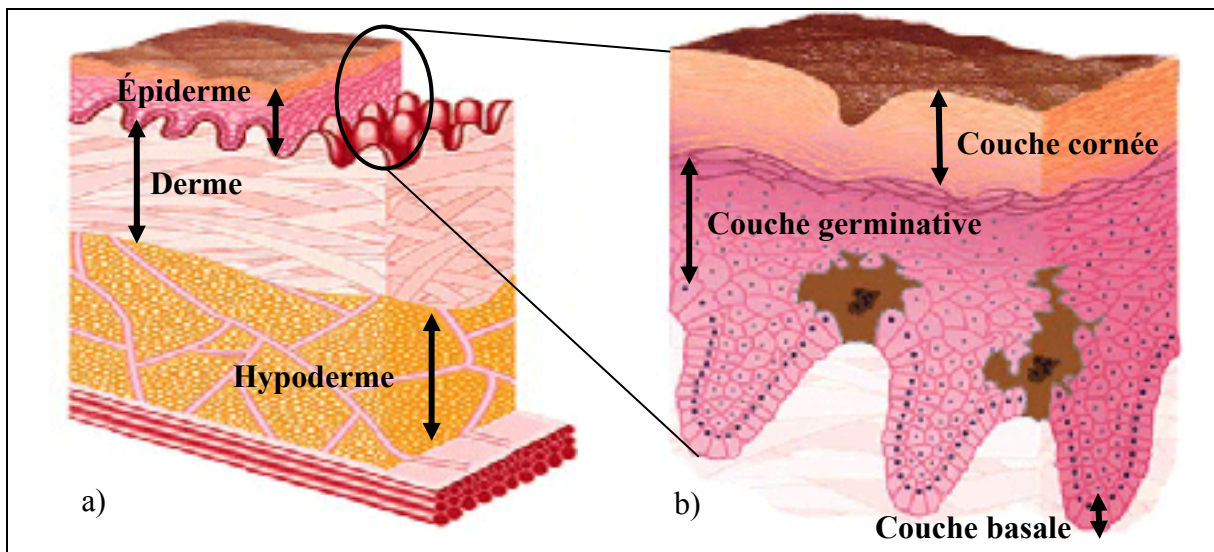 Épiderme
Derme
Hypoderme
a)
Couche cornée
Couche germinative
Couche basale
b)